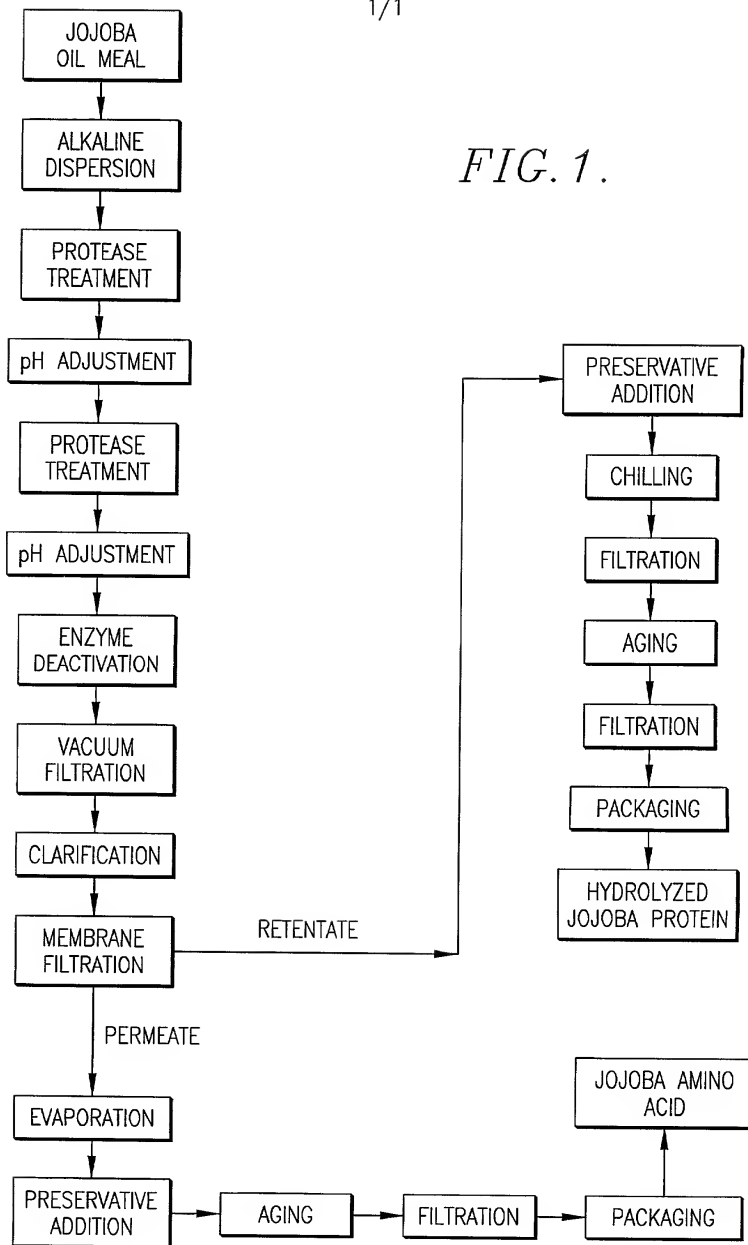 1/1
FIG. 1.
JOJOBA
OIL MEAL
ALKALINE
DISPERSION
PROTEASE
TREATMENT
pH ADJUSTMENT
PROTEASE
TREATMENT
pH ADJUSTMENT
ENZYME
DEACTIVATION
VACUUM
FILTRATION
CLARIFICATION
MEMBRANE
FILTRATION
RETENTATE
PRESERVATIVE
ADDITION
CHILLING
FILTRATION
AGING
FILTRATION
PACKAGING
HYDROLYZED
JOJOBA PROTEIN
PERMEATE
EVAPORATION
PRESERVATIVE
ADDITION
AGING
FILTRATION
PACKAGING
JOJOBA AMINO
ACID